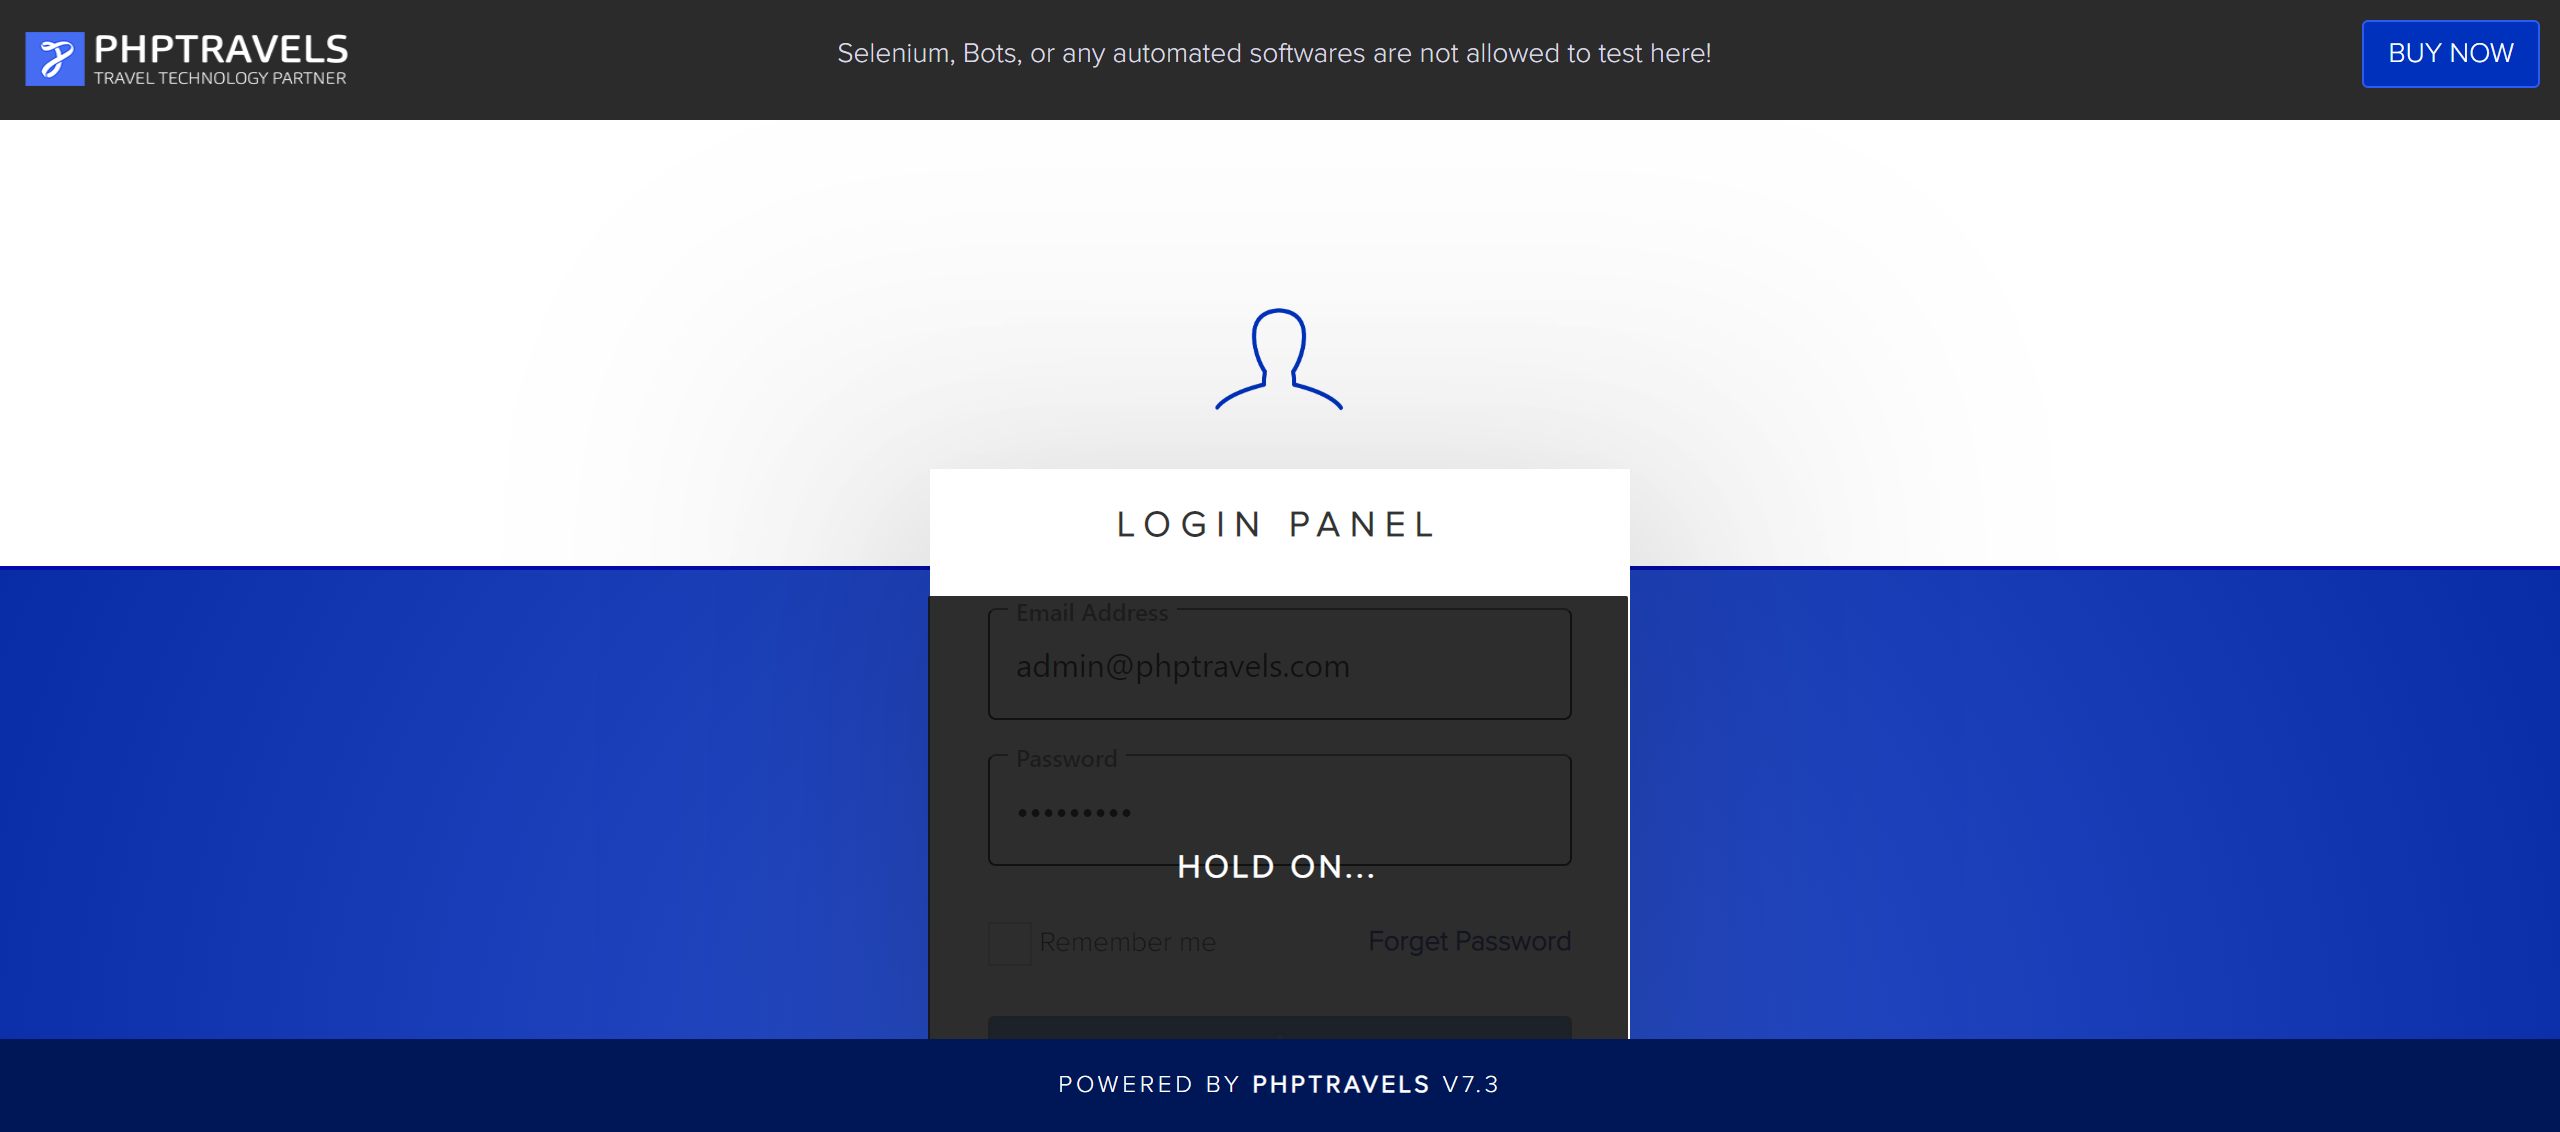 PHPTRAVELS
TRAVEL TECHNOLOGY PARTNER
Selenium, Bots, or any automated softwares are not allowed to test here!
BUY NOW
LOGIN PANEL
Email Address
admin@phptravels.com
Password
•••••••••
HOLD ON...
Remember me
Forget Password
POWERED BY PHPTRAVELS V7.3